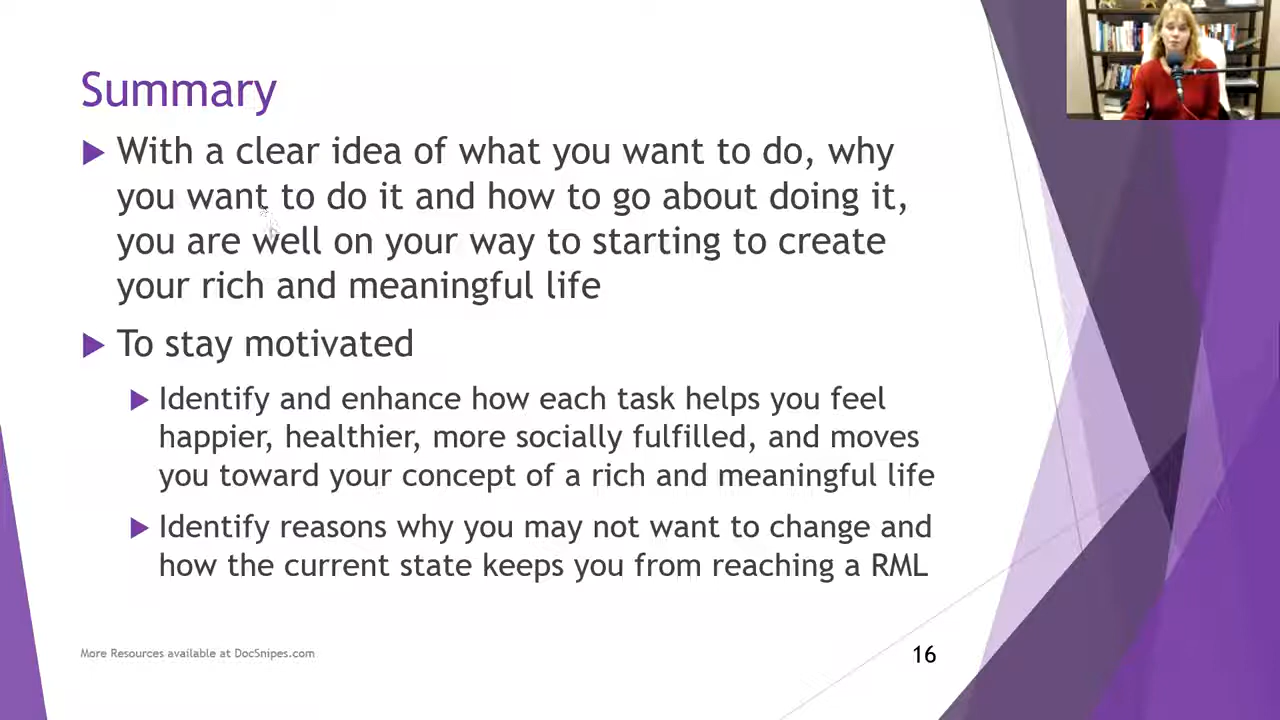 Summary
With a clear idea of what you want to do, why
you want to do it and how to go about doing it,
you are well on your way to starting to create
your rich and meaningful life
To stay motivated
Identify and enhance how each task helps you feel
happier, healthier, more socially fulfilled, and moves
you toward your concept of a rich and meaningful life
Identify reasons why you may not want to change and
how the current state keeps you from reaching a RML
More Resources available at DocSnipes.com
16